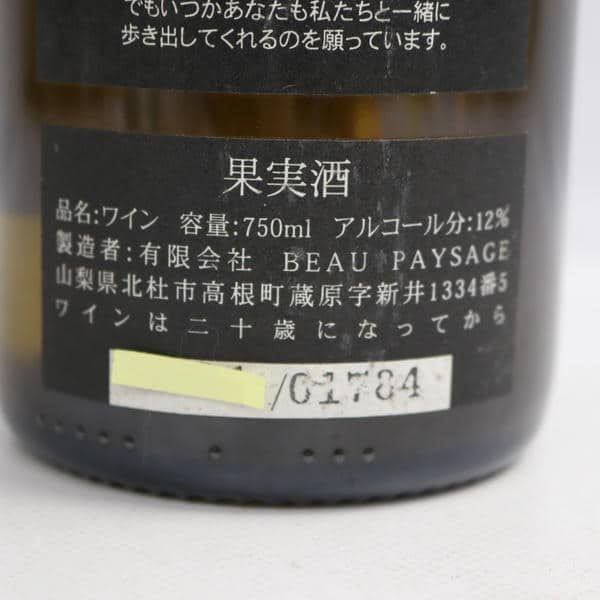 でもいつかあなたも私たちと一緒に
歩き出してくれるのを願っています。
果実酒
品名:ワイン 容量:750ml アルコール分:12%
製造者:有限会社 BEAU PAYSAGE
山梨県北杜市高根町蔵原字新井1334番5
ワインは二十歳になってから
/01784